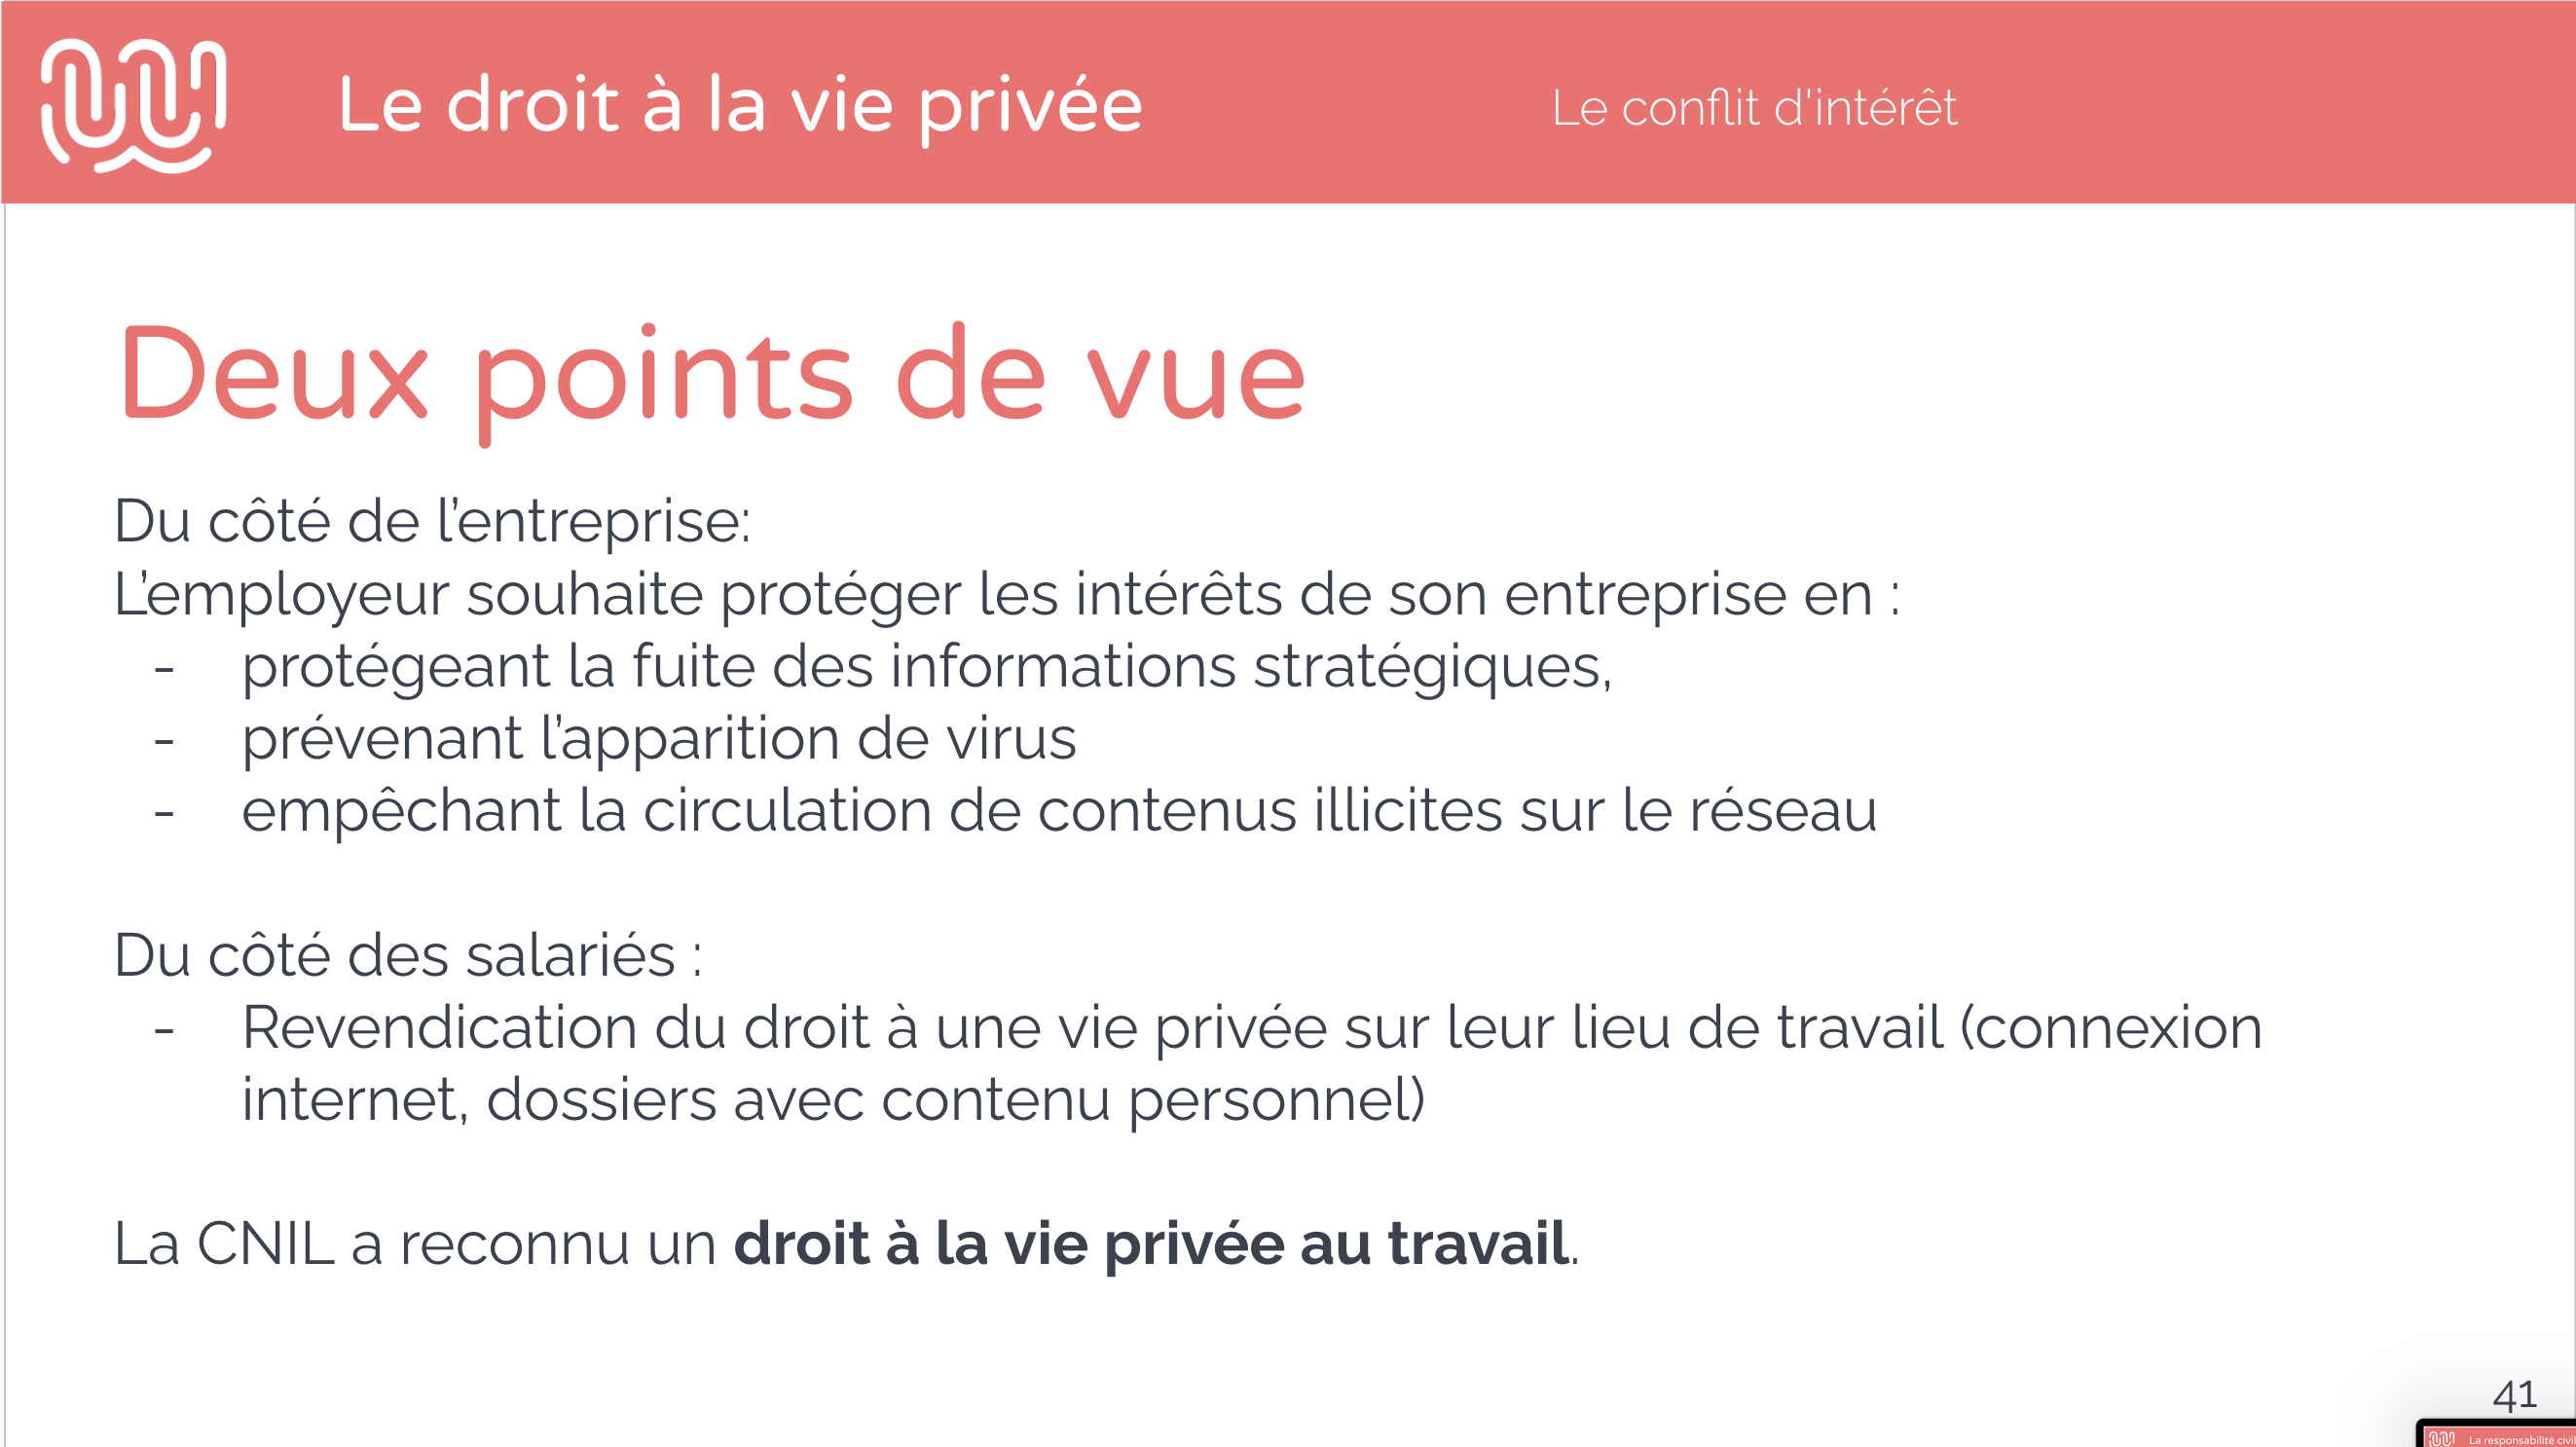 Le droit à la vie privée
Le conflit d'intérêt
Deux points de vue
Du côté de l’entreprise:
L’employeur souhaite protéger les intérêts de son entreprise en :
- protégeant la fuite des informations stratégiques,
- prévenant l’apparition de virus
- empêchant la circulation de contenus illicites sur le réseau
Du côté des salariés :
- Revendication du droit à une vie privée sur leur lieu de travail (connexion
internet, dossiers avec contenu personnel)
La CNIL a reconnu un droit à la vie privée au travail.
41
La responsabilité civil